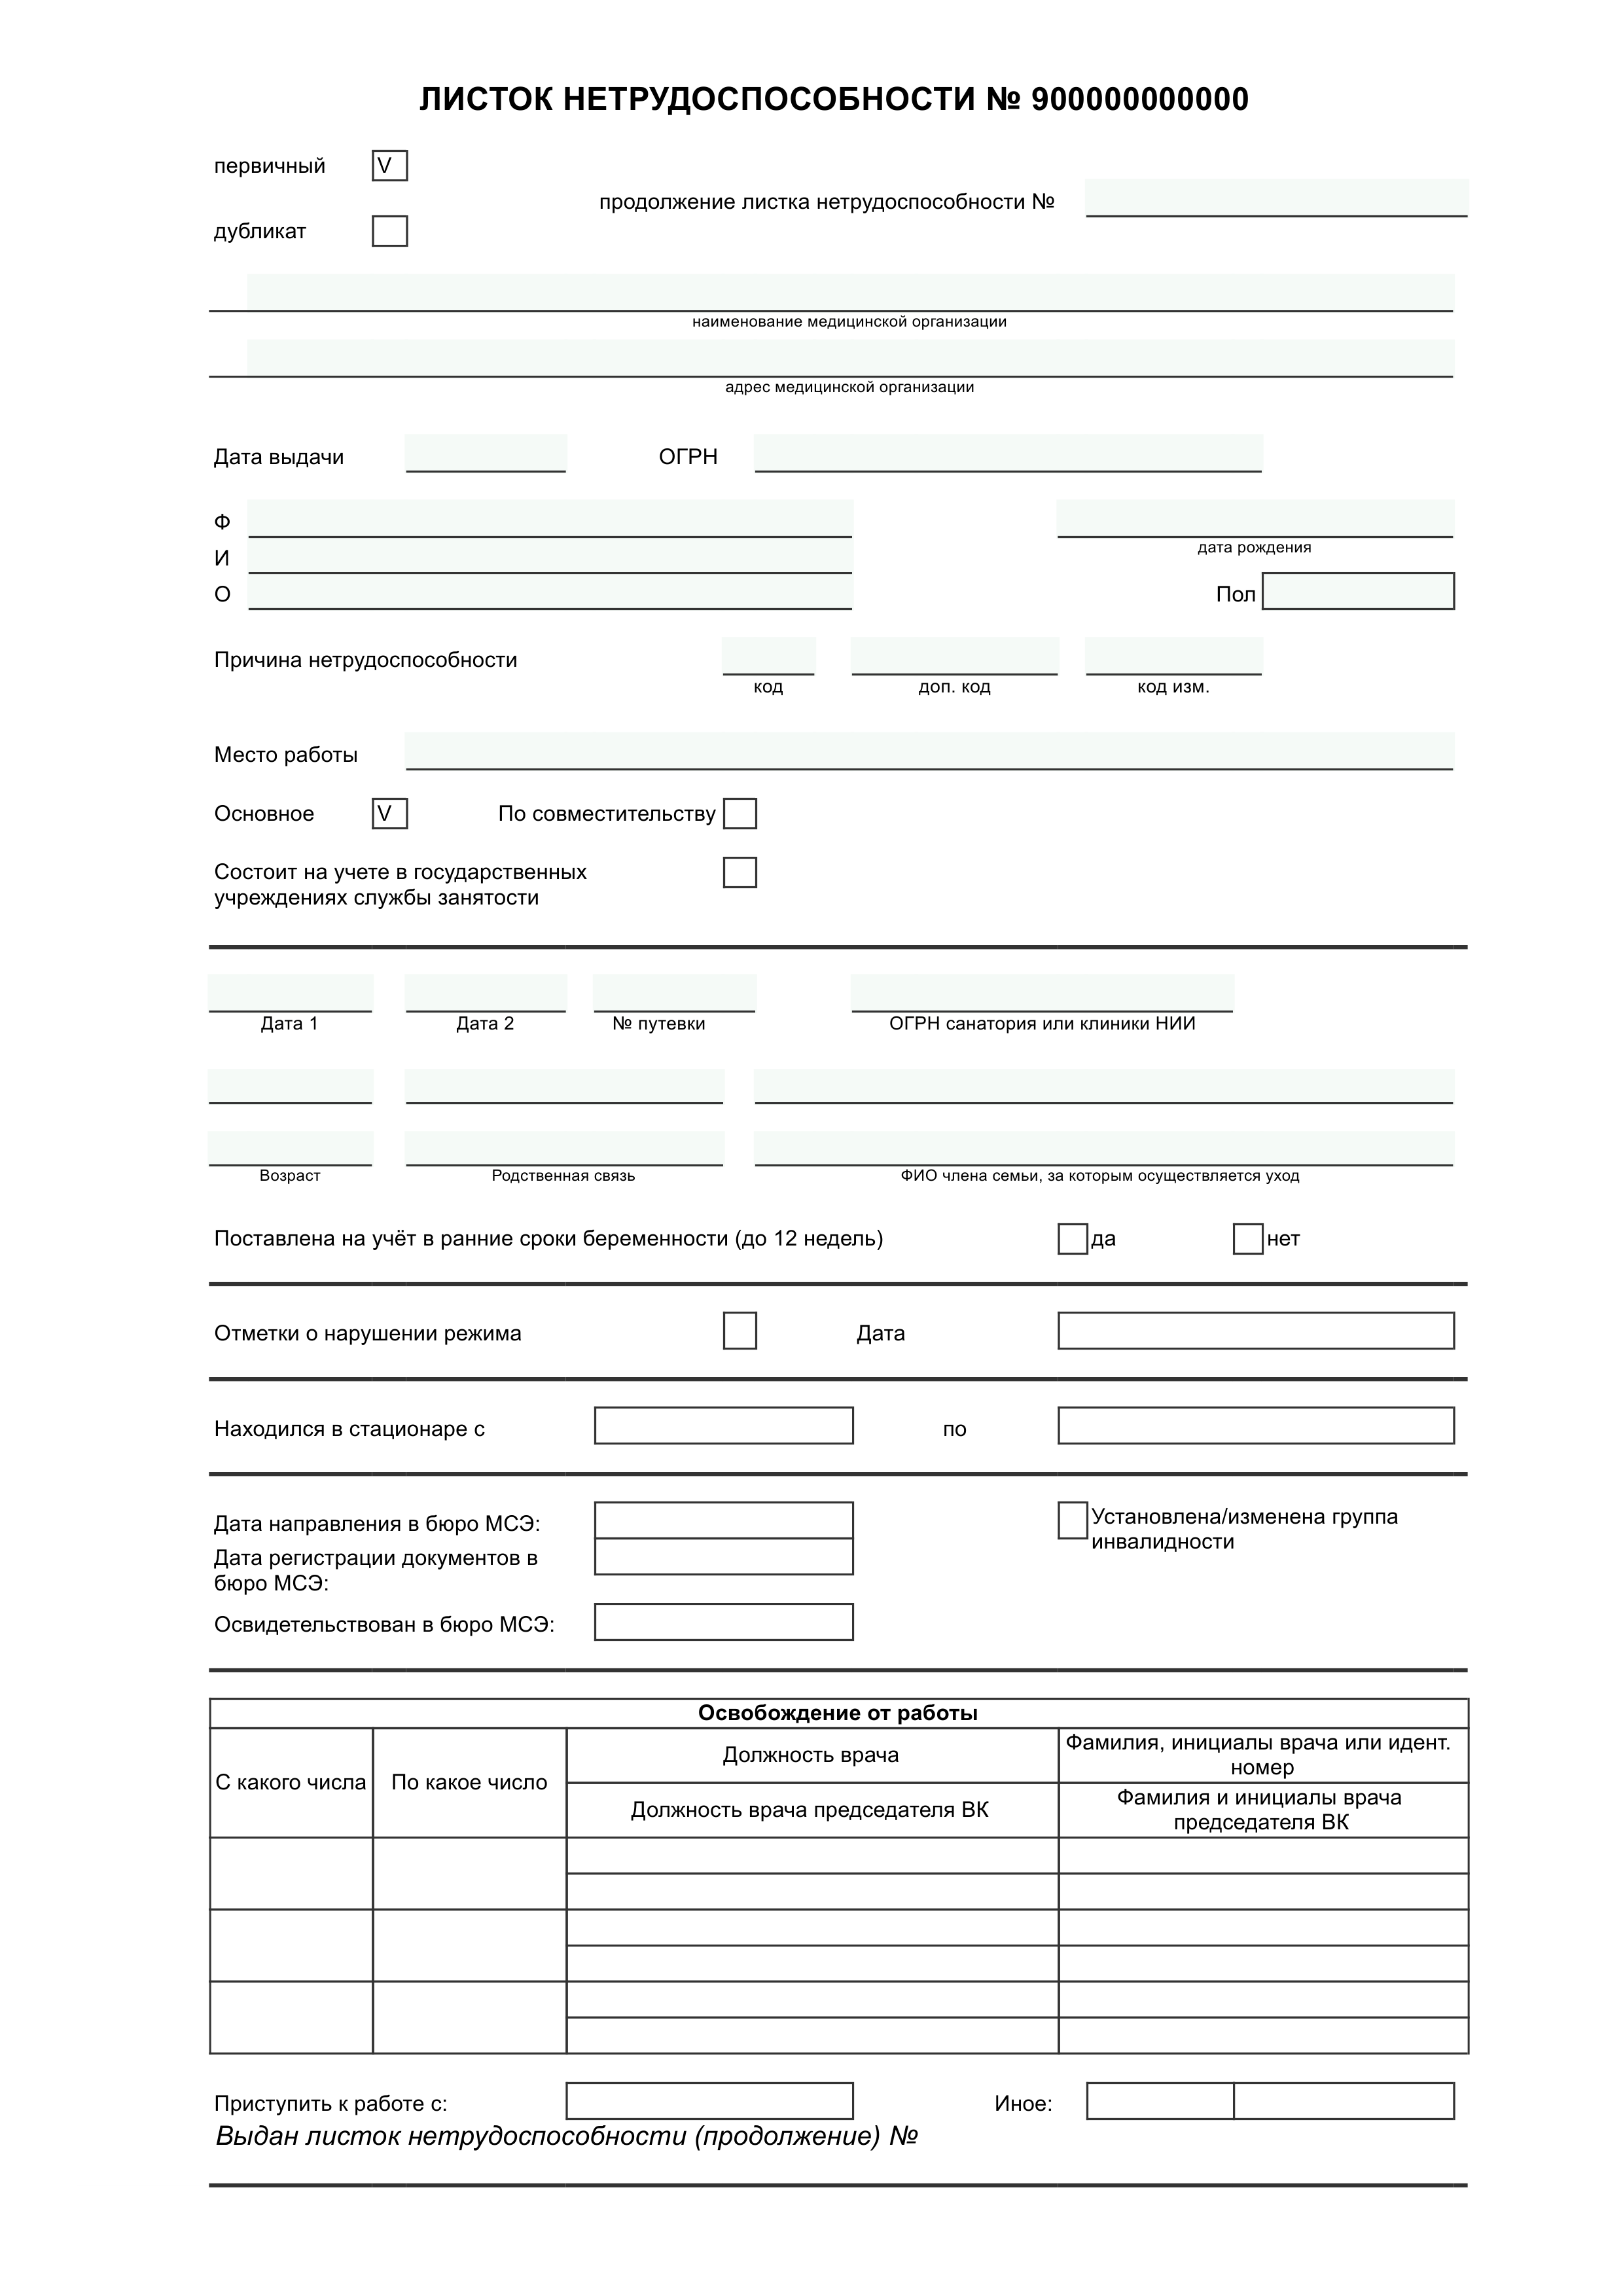 ЛИСТОК НЕТРУДОСПОСОБНОСТИ № 900000000000
первичный V
продолжение листка нетрудоспособности №
дубликат
наименование медицинской организации
адрес медицинской организации
Дата выдачи ОГРН
Ф
дата рождения
И
О Пол
Причина нетрудоспособности
код доп. код код изм.
Место работы
Основное V По совместительству
Состоит на учете в государственных
учреждениях службы занятости
Дата 1 Дата 2 № путевки ОГРН санатория или клиники НИИ
Возраст Родственная связь ФИО члена семьи, за которым осуществляется уход
Поставлена на учёт в ранние сроки беременности (до 12 недель) да нет
Отметки о нарушении режима Дата
Находился в стационаре с по
Дата направления в бюро МСЭ:
Установлена/изменена группа
инвалидности
Дата регистрации документов в
бюро МСЭ:
Освидетельствован в бюро МСЭ:
Освобождение от работы
С какого числа По какое число
Должность врача
Фамилия, инициалы врача или идент.
номер
Должность врача председателя ВК
Фамилия и инициалы врача
председателя ВК
Приступить к работе с: Иное:
Выдан листок нетрудоспособности (продолжение) №